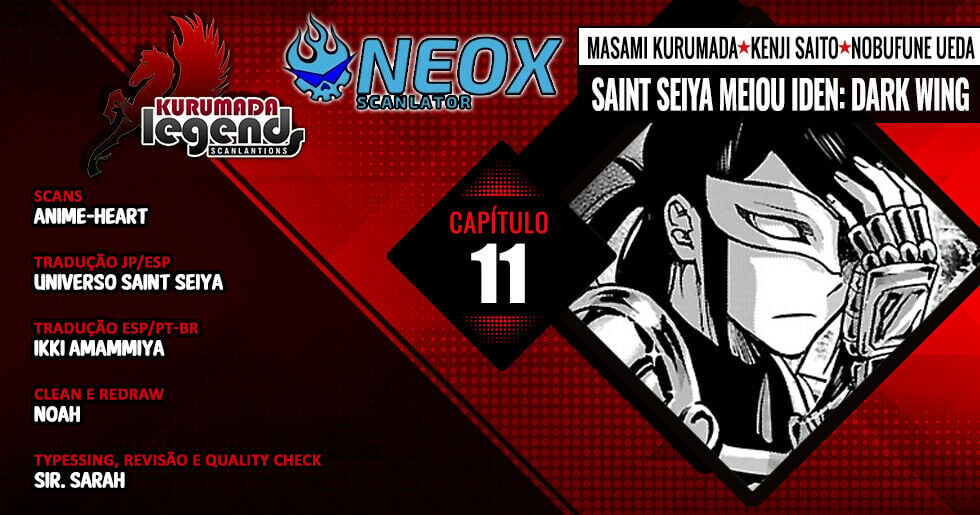 KURUMADA
legends
SCANLANTIONS
NEOX
SCANLATOR
MASAMI KURUMADA★KENJI SAITO★NOBUFUNE UEDA
SAINT SEIYA MEIOU IDEN: DARK WING
SCANS
ANIME-HEART
TRADUÇÃO JP/ESP
UNIVERSO SAINT SEIYA
TRADUÇÃO ESP/PT-BR
IKKI AMAMMIYA
CLEAN E REDRAW
NOAH
TYPESSING, REVISÃO E QUALITY CHECK
SIR. SARAH
CAPÍTULO
11